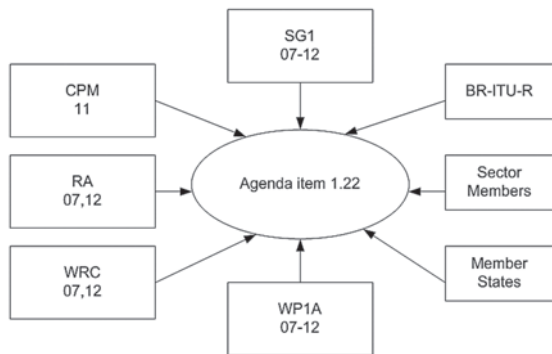 SG1
07-12
CPM
11
BR-ITU-R
RA
07,12
Agenda item 1.22
Sector
Members
WRC
07,12
Member
States
WP1A
07-12